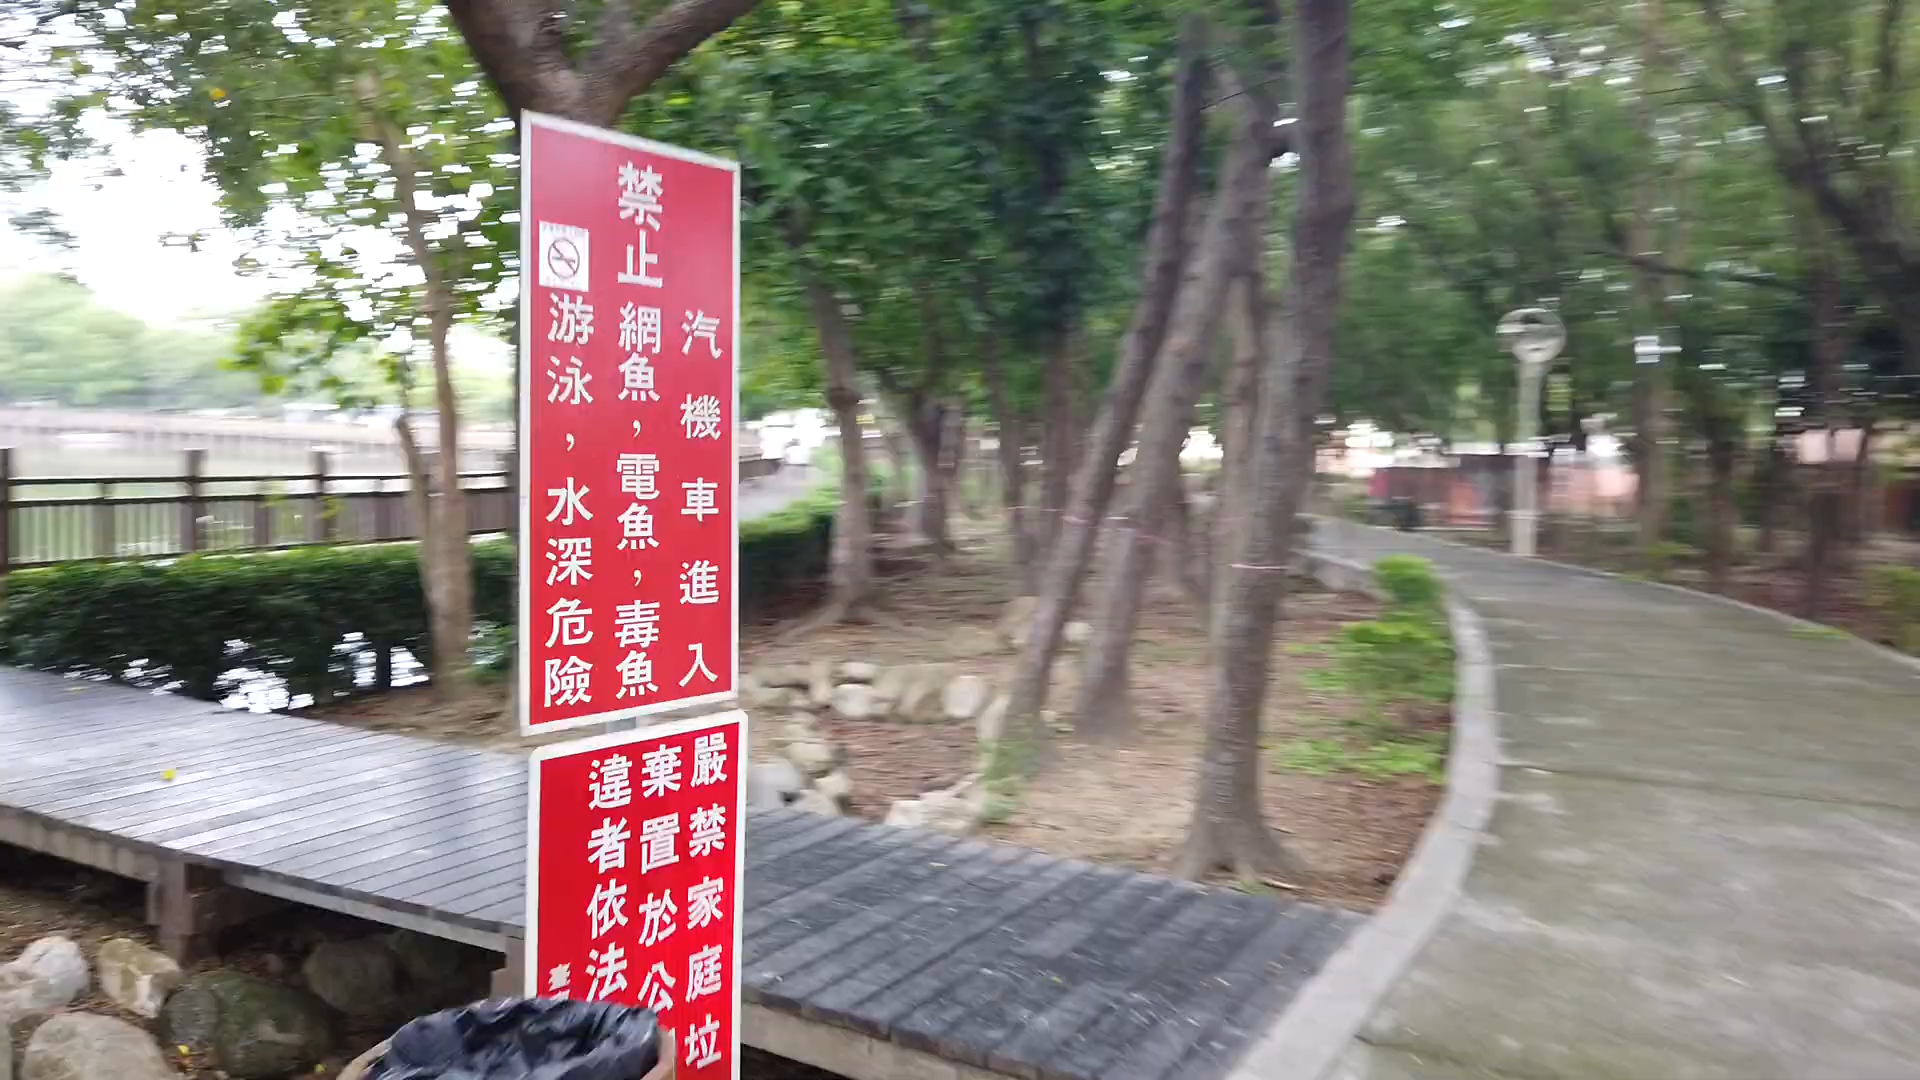 禁止
汽機車進入
網魚，電魚，毒魚
游泳，水深危險
嚴禁家庭垃
棄置於公
違者依法
臺